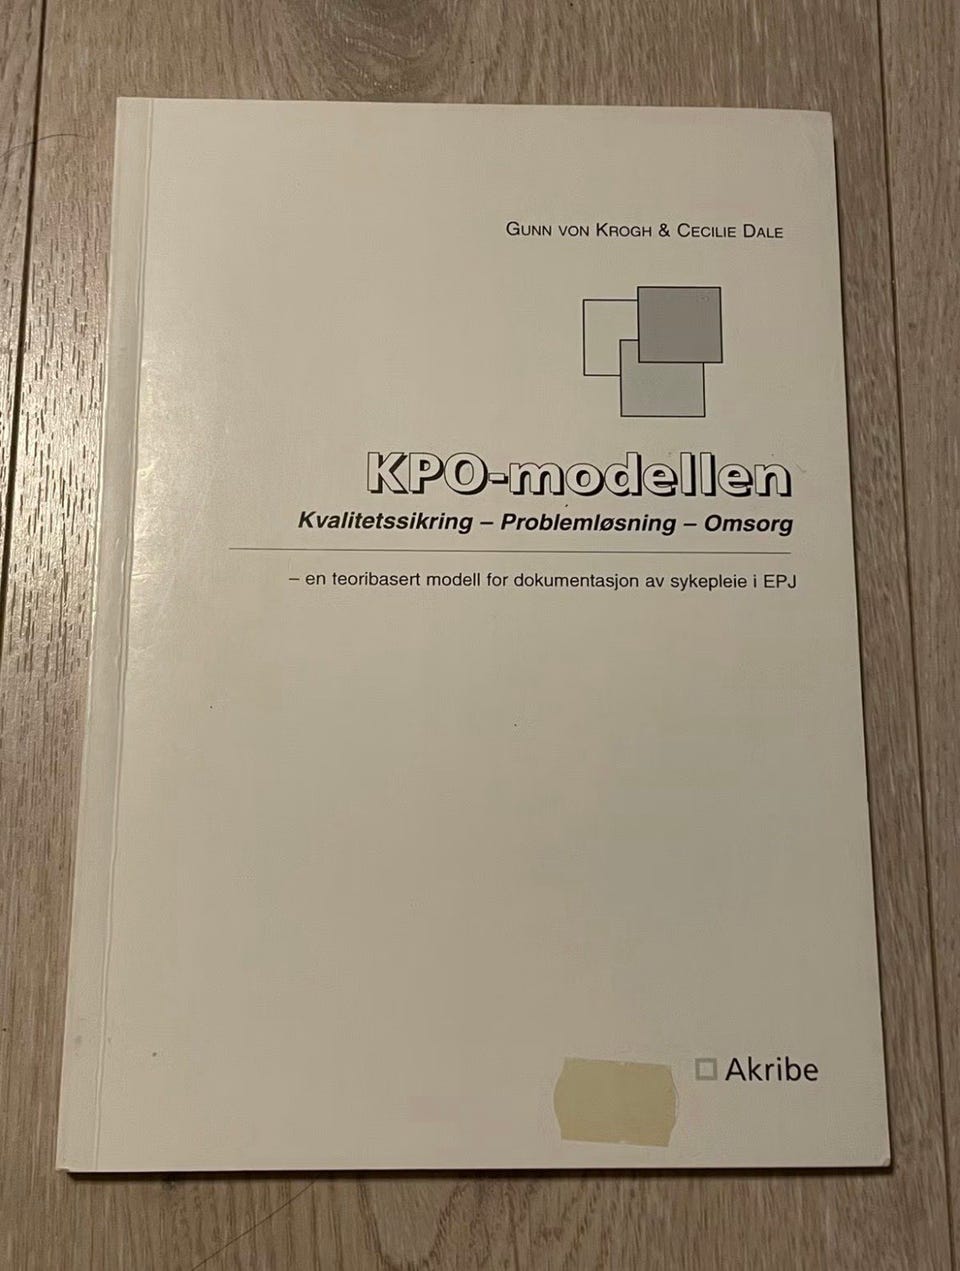 GUNN VON KROGH & CECILIE DALE
KPO-modellen
Kvalitetssikring – Problemløsning – Omsorg
– en teoribasert modell for dokumentasjon av sykepleie i EPJ
Akribe